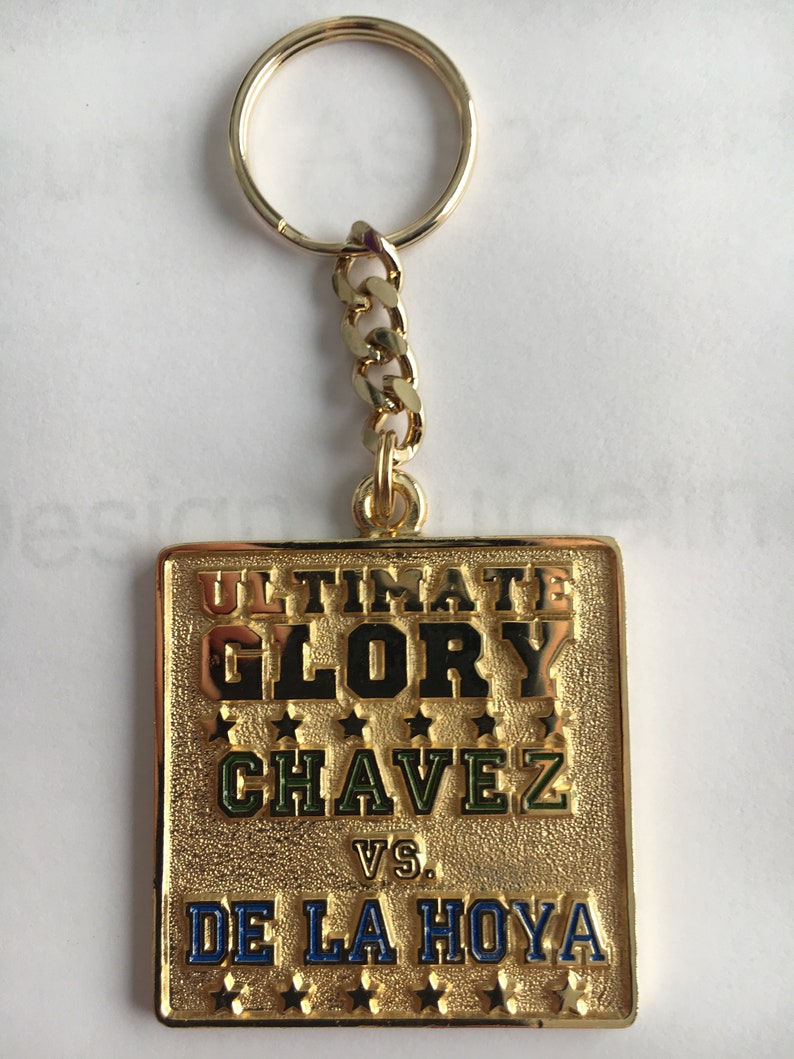 ULTIMATE
GLORY
CHAVEZ
VS.
DE LA HOYA